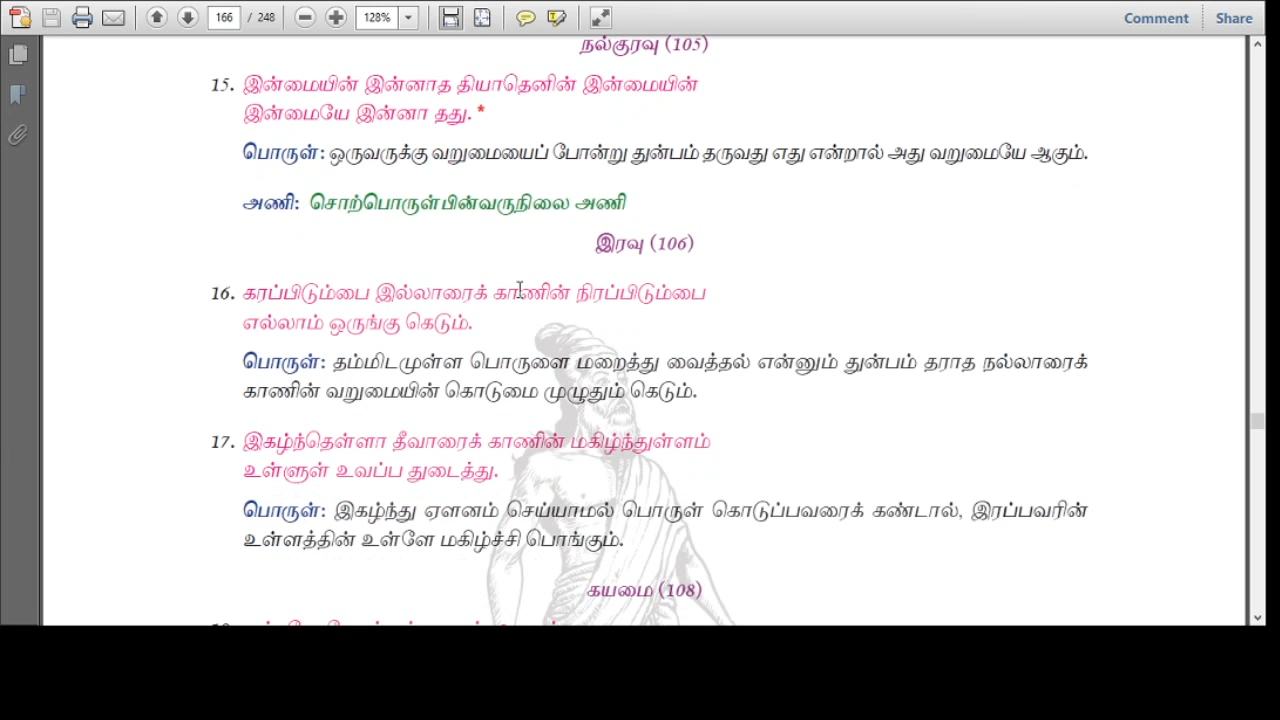 166 / 248
128%
Comment
Share
நல்குரவு (105)
15. இன்மையின் இன்னாத தியாதெனின் இன்மையின்
இன்மையே இன்னா தது. *
பொருள்: ஒருவருக்கு வறுமையைப் போன்று துன்பம் தருவது எது என்றால் அது வறுமையே ஆகும்.
அணி: சொற்பொருள்பின்வருநிலை அணி
இரவு (106)
16. கரப்பிடும்பை இல்லாரைக் காணின் நிரப்பிடும்பை
எல்லாம் ஒருங்கு கெடும்.
பொருள்: தம்மிடமுள்ள பொருளை மறைத்து வைத்தல் என்னும் துன்பம் தராத நல்லாரைக்
காணின் வறுமையின் கொடுமை முழுதும் கெடும்.
17. இகழ்ந்தெள்ளா தீவாரைக் காணின் மகிழ்ந்துள்ளம்
உள்ளுள் உவப்ப துடைத்து.
பொருள்: இகழ்ந்து ஏளனம் செய்யாமல் பொருள் கொடுப்பவரைக் கண்டால், இரப்பவரின்
உள்ளத்தின் உள்ளே மகிழ்ச்சி பொங்கும்.
கயமை (108)